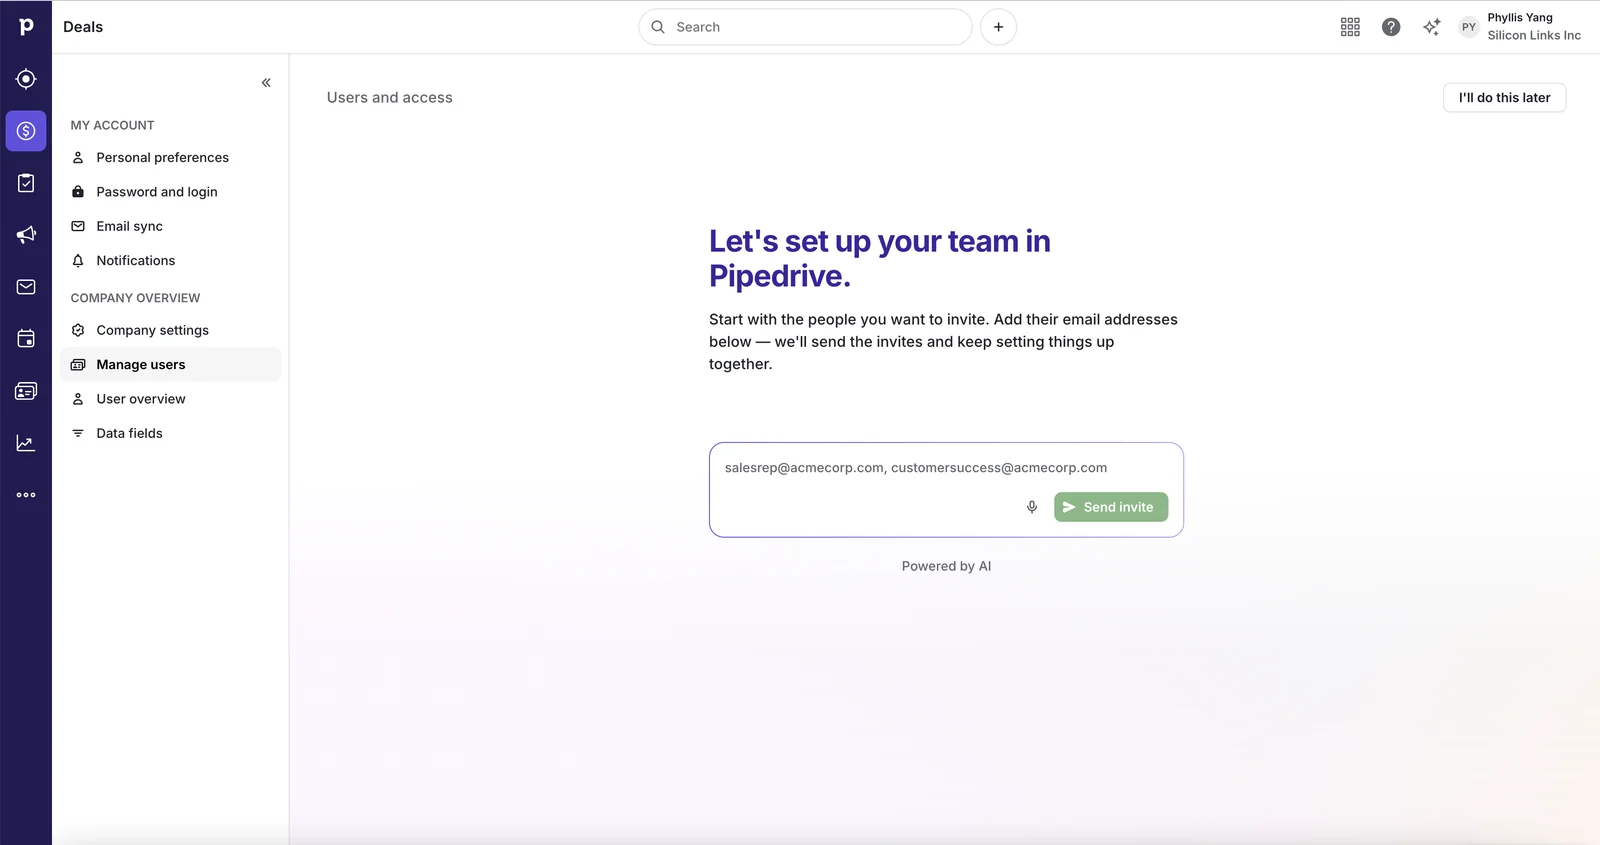 p
Deals
Search
+
?
PY
Phyllis Yang
Silicon Links Inc
MY ACCOUNT
Personal preferences
Password and login
Email sync
Notifications
COMPANY OVERVIEW
Company settings
Manage users
User overview
Data fields
Users and access
I'll do this later
Let's set up your team in
Pipedrive.
Start with the people you want to invite. Add their email addresses
below — we'll send the invites and keep setting things up
together.
salesrep@acmecorp.com, customersuccess@acmecorp.com
Send invite
Powered by AI